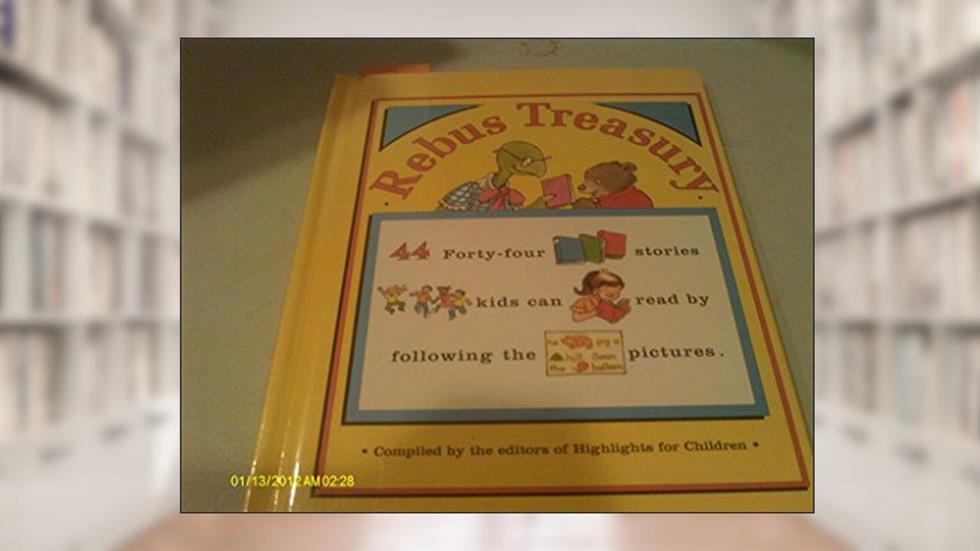 Rebus Treasury
44 Forty-four stories
kids can read by
following the pictures.
• Compiled by the editors of Highlights for Children •
01/13/2012 AM 02:28